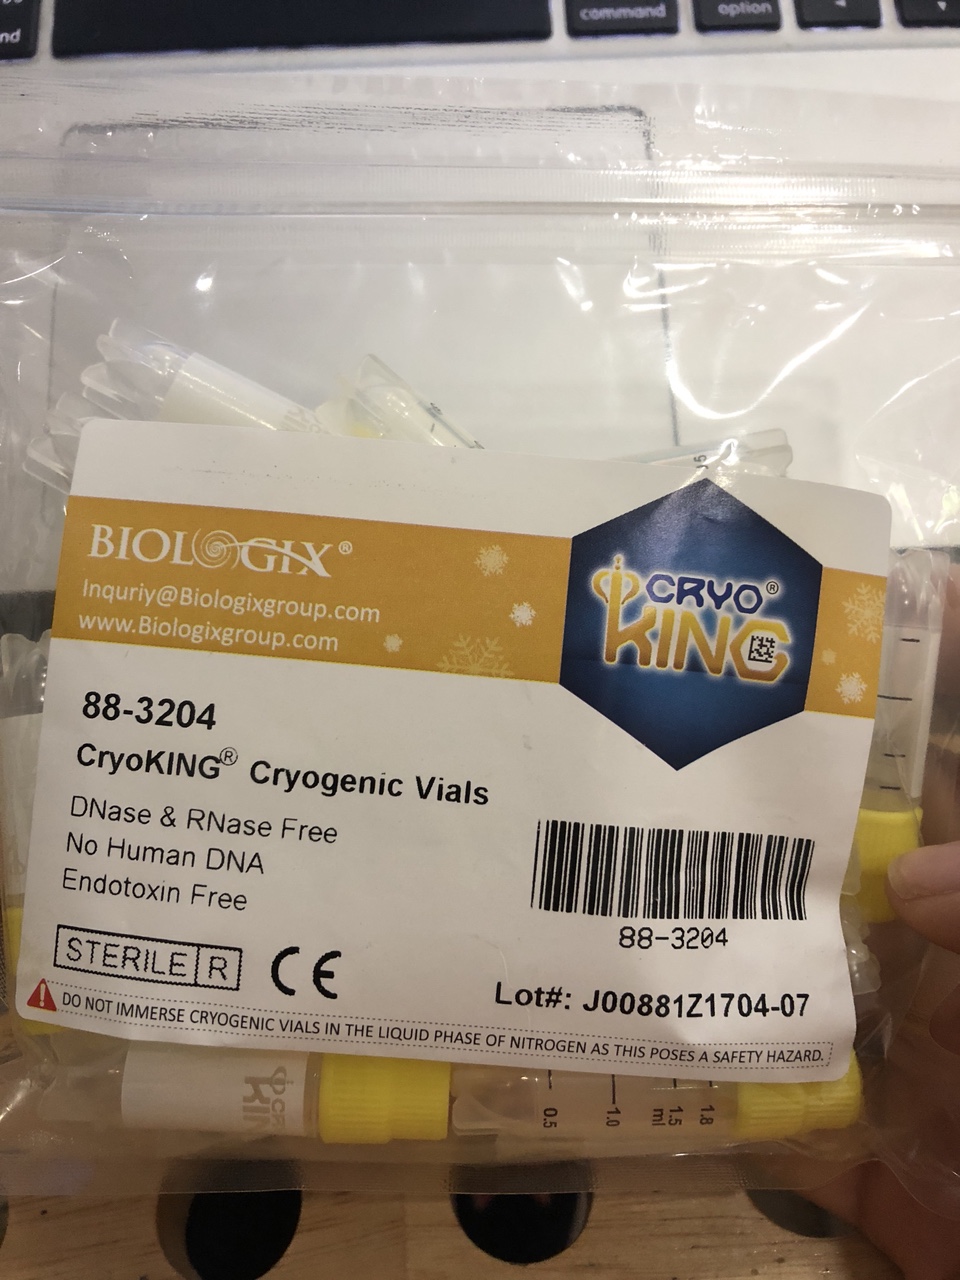 command
option
nd
BIOLOGIX®
Inquriy@Biologixgroup.com
www.Biologixgroup.com
CRYO®
KING
88-3204
CryoKING® Cryogenic Vials
DNase & RNase Free
No Human DNA
Endotoxin Free
88-3204
STERILE R
CE
Lot#: J00881Z1704-07
DO NOT IMMERSE CRYOGENIC VIALS IN THE LIQUID PHASE OF NITROGEN AS THIS POSES A SAFETY HAZARD.
0.5
1.0
ml
1.5
1.8